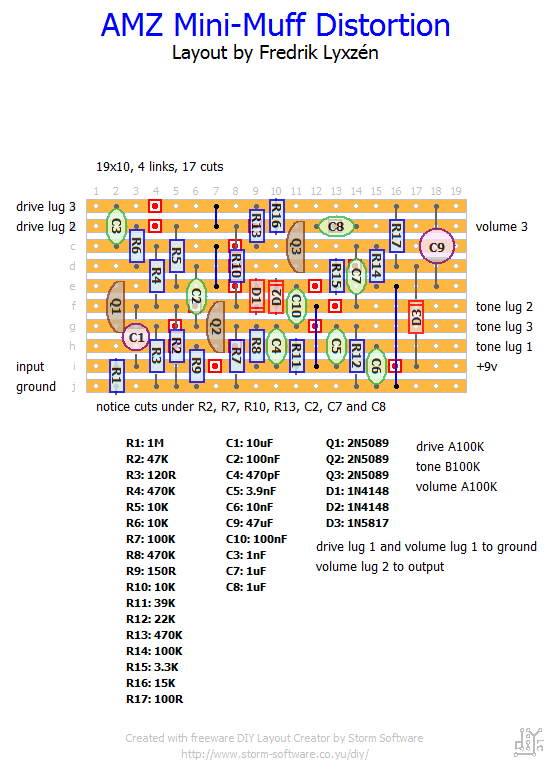 AMZ Mini-Muff Distortion
Layout by Fredrik Lyxzén
19x10, 4 links, 17 cuts
1 2 3 4 5 6 7 8 9 10 11 12 13 14 15 16 17 18 19
drive lug 3
drive lug 2 volume 3
c
d
e
f tone lug 2
g tone lug 3
h tone lug 1
input i +9v
ground j
C3 R6 R4 R5 C2 R10 R13 R16 Q3 C8 R15 C7 R14 R17 C9
Q1 C1 R3 R2 R9 Q2 R7 D1 D2 C10 R8 C4 R11 C5 R12 C6 D3
R1
notice cuts under R2, R7, R10, R13, C2, C7 and C8
R1: 1M
R2: 47K
R3: 120R
R4: 470K
R5: 10K
R6: 10K
R7: 100K
R8: 470K
R9: 150R
R10: 10K
R11: 39K
R12: 22K
R13: 470K
R14: 100K
R15: 3.3K
R16: 15K
R17: 100R
C1: 10uF
C2: 100nF
C4: 470pF
C5: 3.9nF
C6: 10nF
C9: 47uF
C10: 100nF
C3: 1nF
C7: 1uF
C8: 1uF
Q1: 2N5089
Q2: 2N5089
Q3: 2N5089
D1: 1N4148
D2: 1N4148
D3: 1N5817
drive A100K
tone B100K
volume A100K
drive lug 1 and volume lug 1 to ground
volume lug 2 to output
Created with freeware DIY Layout Creator by Storm Software
http://www.storm-software.co.yu/diy/